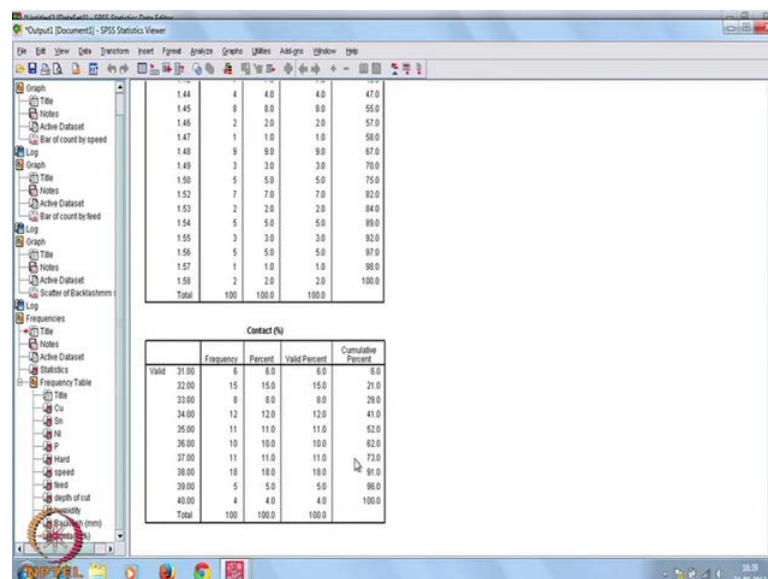 *Untitled2 [DataSet1] - SPSS Statistics Data Editor
*Output1 [Document1] - SPSS Statistics Viewer
File Edit View Data Transform Insert Format Analyze Graphs Utilities Add-ons Window Help
Graph
Title
Notes
Active Dataset
Bar of count by speed
Log
Graph
Title
Notes
Active Dataset
Bar of count by feed
Log
Graph
Title
Notes
Active Dataset
Scatter of Backlashmm
Log
Frequencies
Title
Notes
Active Dataset
Statistics
Frequency Table
Title
Cu
Sn
Ni
P
Hard
speed
feed
depth of cut
humidity
Backlash (mm)
1.44 4 4.0 4.0 47.0
1.45 8 8.0 8.0 55.0
1.46 2 2.0 2.0 57.0
1.47 1 1.0 1.0 58.0
1.48 9 9.0 9.0 67.0
1.49 3 3.0 3.0 70.0
1.50 5 5.0 5.0 75.0
1.52 7 7.0 7.0 82.0
1.53 2 2.0 2.0 84.0
1.54 5 5.0 5.0 89.0
1.55 3 3.0 3.0 92.0
1.56 5 5.0 5.0 97.0
1.57 1 1.0 1.0 98.0
1.58 2 2.0 2.0 100.0
Total 100 100.0 100.0
Contact (%)
Frequency Percent Valid Percent Cumulative Percent
Valid 31.00 6 6.0 6.0 6.0
32.00 15 15.0 15.0 21.0
33.00 8 8.0 8.0 29.0
34.00 12 12.0 12.0 41.0
35.00 11 11.0 11.0 52.0
36.00 10 10.0 10.0 62.0
37.00 11 11.0 11.0 73.0
38.00 18 18.0 18.0 91.0
39.00 5 5.0 5.0 96.0
40.00 4 4.0 4.0 100.0
Total 100 100.0 100.0
NPTEL
16:39